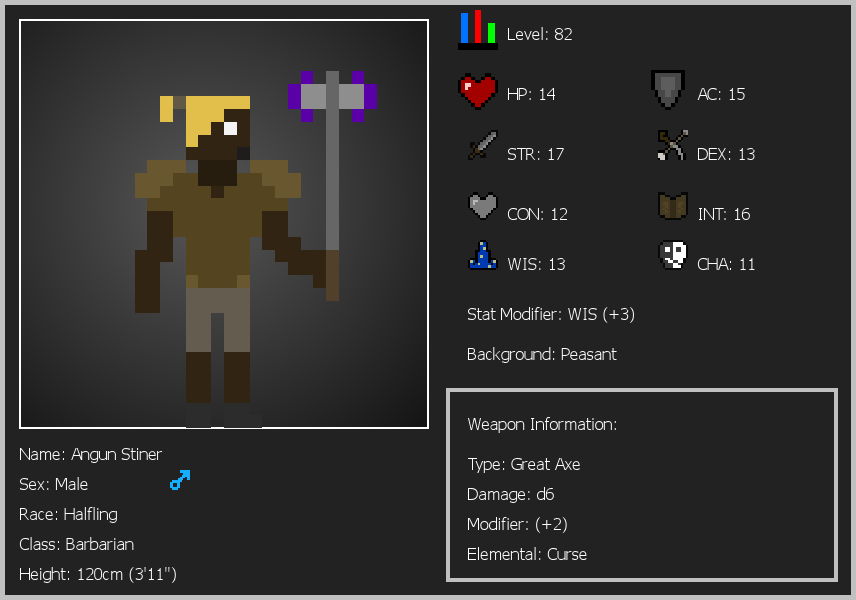 Level: 82
HP: 14
AC: 15
STR: 17
DEX: 13
CON: 12
INT: 16
WIS: 13
CHA: 11
Stat Modifier: WIS (+3)
Background: Peasant
Weapon Information:
Type: Great Axe
Damage: d6
Modifier: (+2)
Elemental: Curse
Name: Angun Stiner
Sex: Male
Race: Halfling
Class: Barbarian
Height: 120cm (3'11")